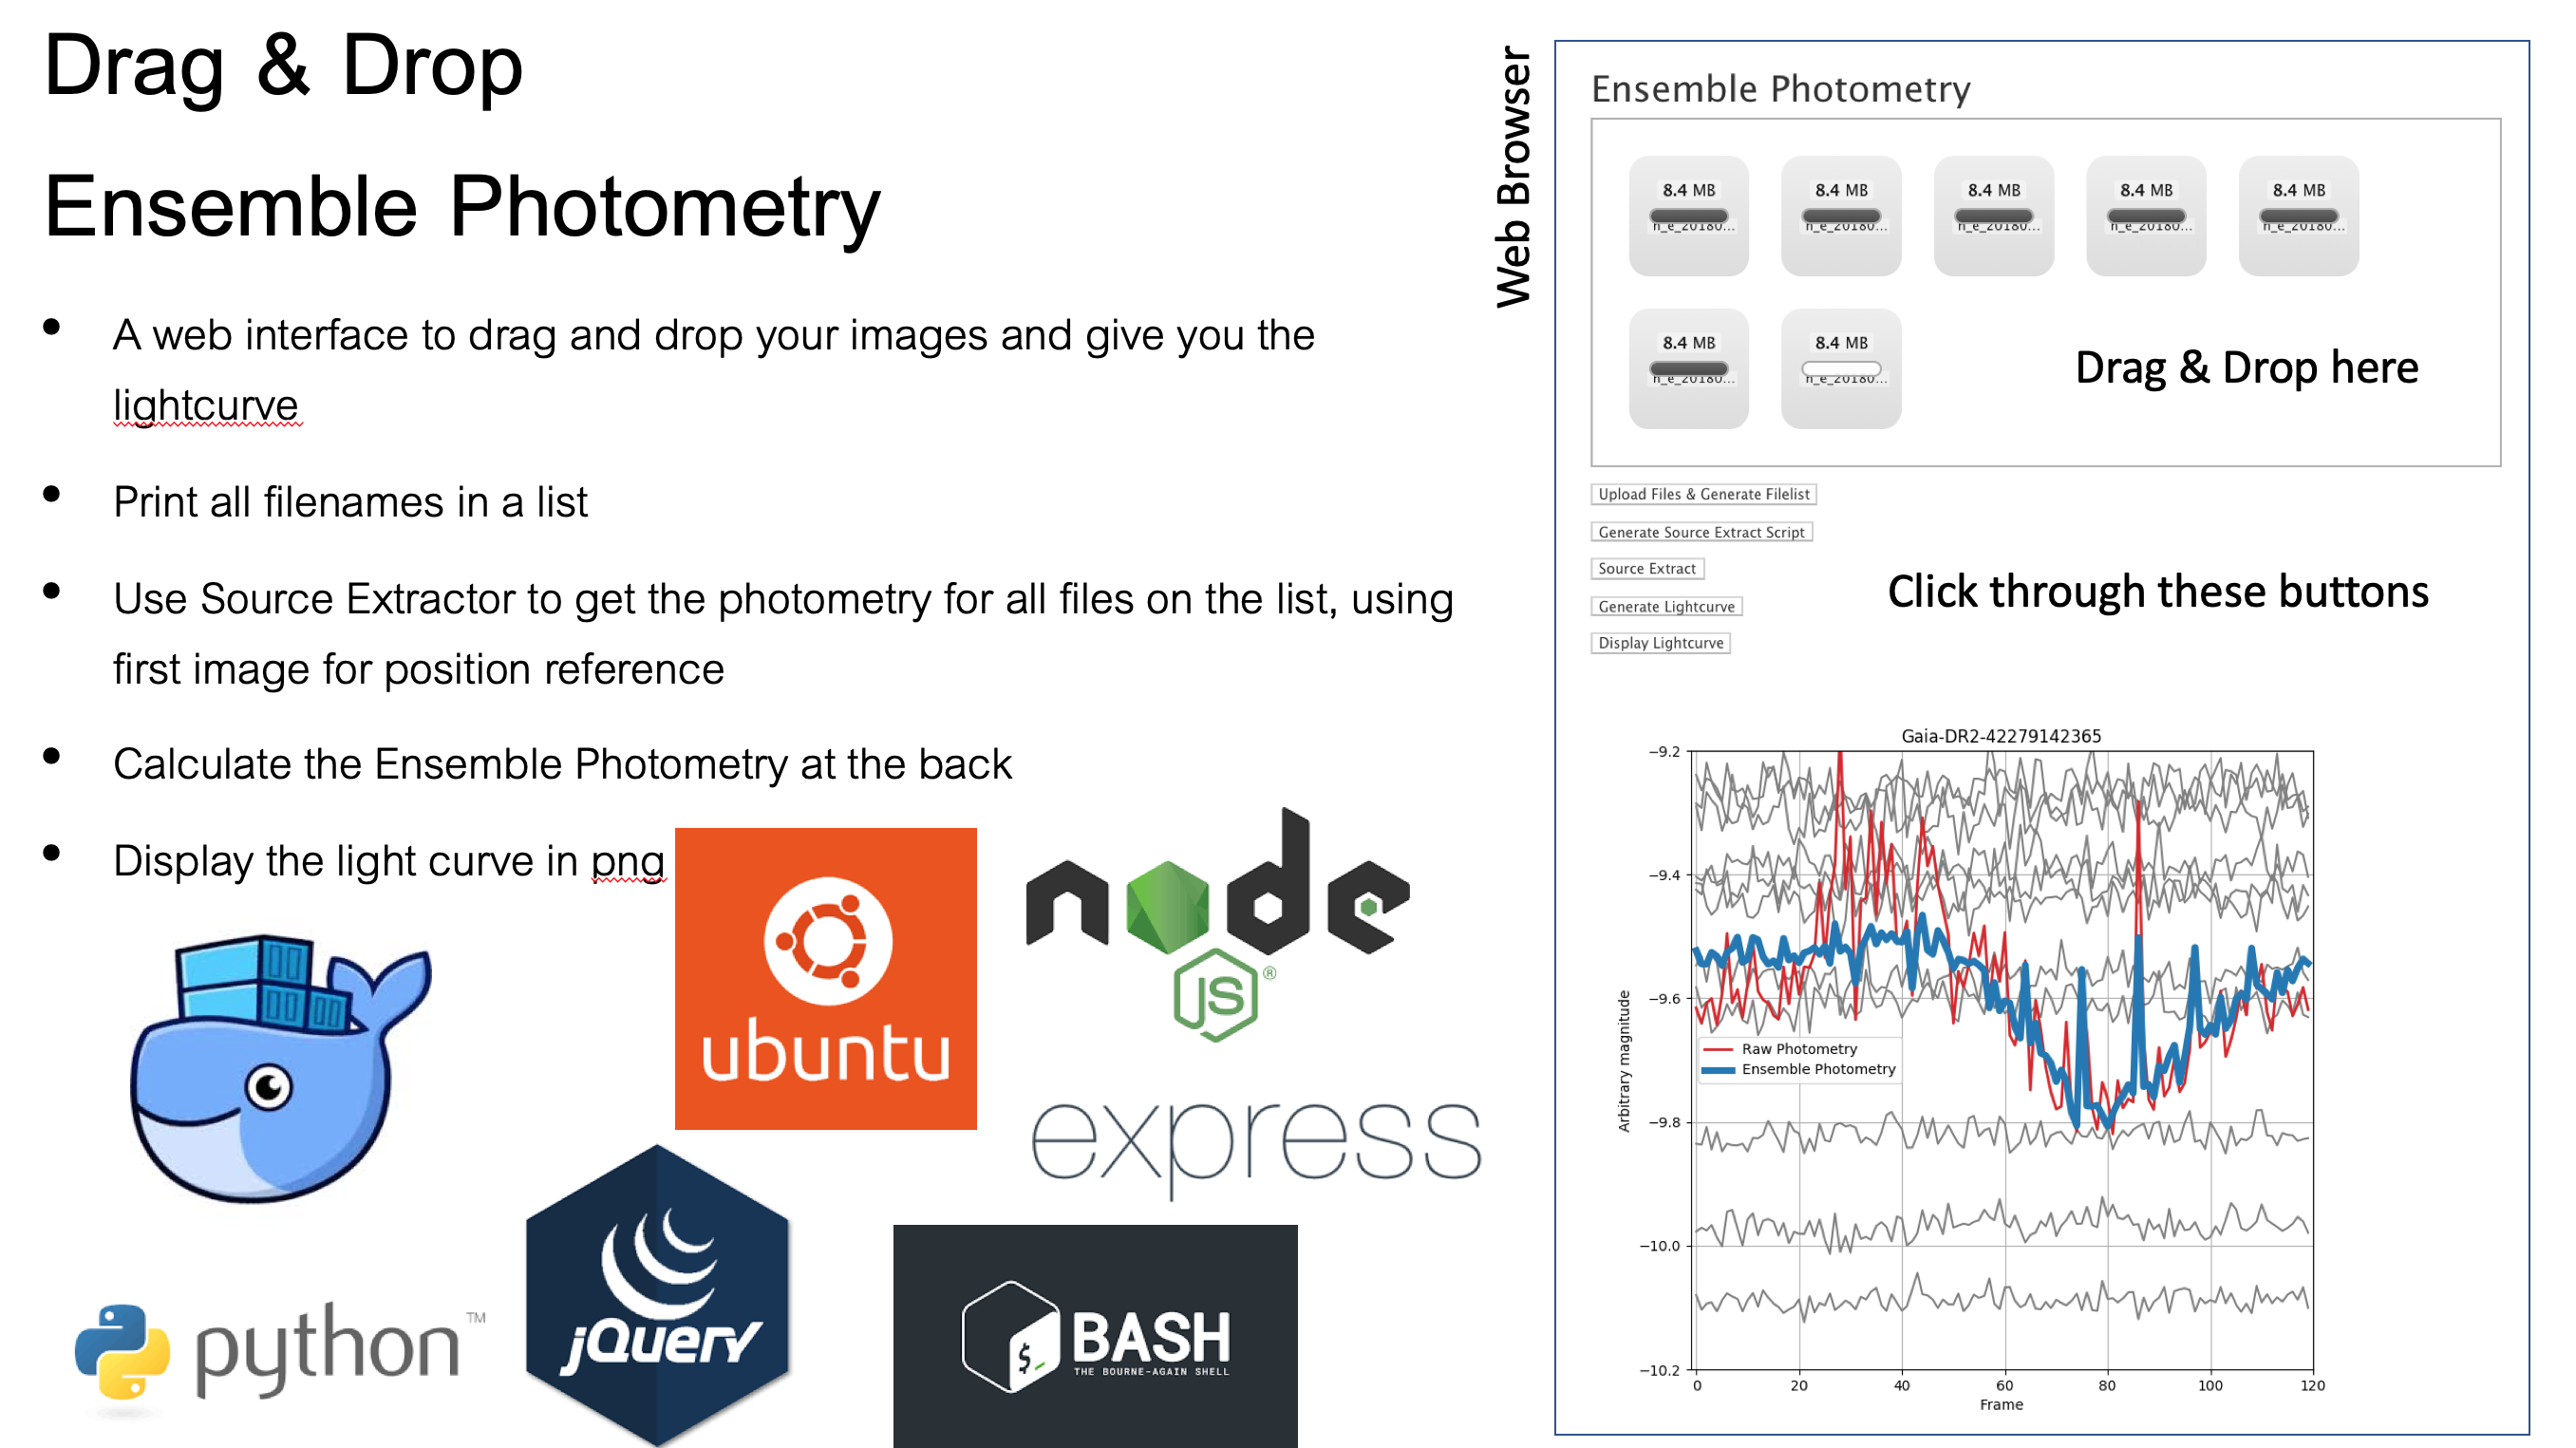 Drag & Drop
Ensemble Photometry
• A web interface to drag and drop your images and give you the
lightcurve
• Print all filenames in a list
• Use Source Extractor to get the photometry for all files on the list, using
first image for position reference
• Calculate the Ensemble Photometry at the back
• Display the light curve in png
ubuntu
node
JS ®
express
python ™
jQuery
$_ BASH
THE BOURNE-AGAIN SHELL
Web Browser
Ensemble Photometry
8.4 MB 8.4 MB 8.4 MB 8.4 MB 8.4 MB
n_e_20180... n_e_20180... n_e_20180... n_e_20180... n_e_20180...
8.4 MB 8.4 MB
n_e_20180... n_e_20180...
Drag & Drop here
Upload Files & Generate Filelist
Generate Source Extract Script
Source Extract
Generate Lightcurve
Display Lightcurve
Click through these buttons
Gaia-DR2-42279142365
−9.2
−9.4
−9.6
−9.8
−10.0
−10.2
Arbitrary magnitude
Raw Photometry
Ensemble Photometry
0 20 40 60 80 100 120
Frame